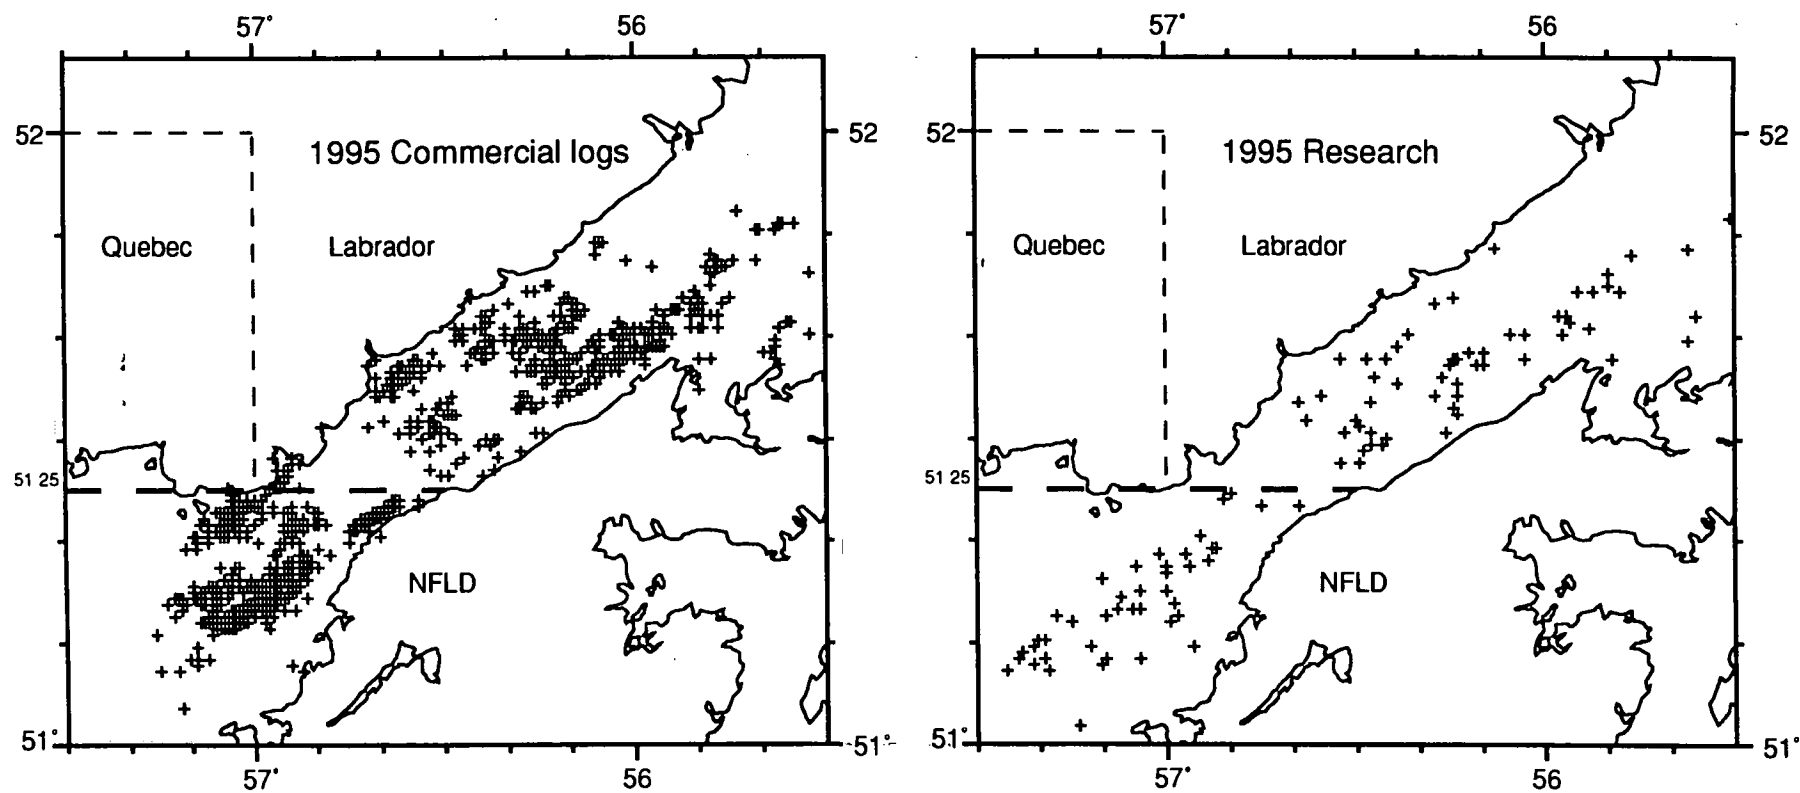 57° 56 57° 56
52 1995 Commercial logs 52 1995 Research 52
Quebec Labrador Quebec Labrador
51 25 51 25
NFLD NFLD
51° 51° 51° 51°
57° 56 57° 56